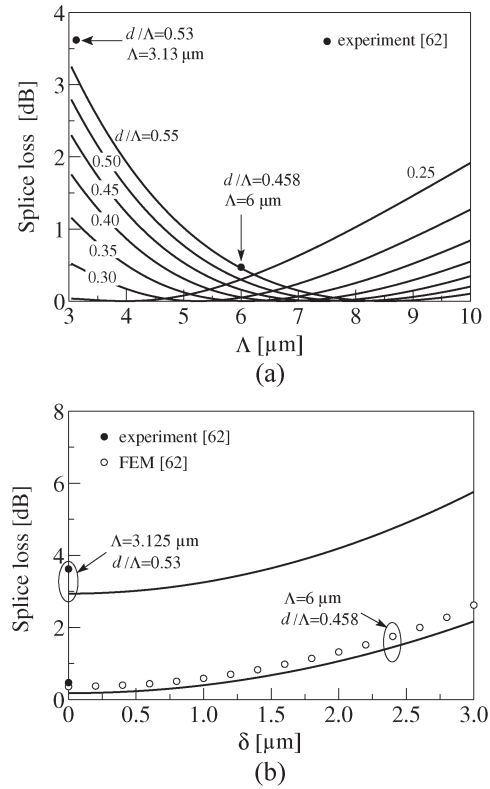 4
d/Λ=0.53
Λ=3.13 μm
experiment [62]
3
d/Λ=0.55
Splice loss [dB]
2
0.50
0.45
d/Λ=0.458
Λ=6 μm
0.25
0.40
1
0.35
0.30
0
3 4 5 6 7 8 9 10
Λ [μm]
(a)
8
experiment [62]
FEM [62]
6
Splice loss [dB]
Λ=3.125 μm
d/Λ=0.53
4
Λ=6 μm
d/Λ=0.458
2
0
0 0.5 1.0 1.5 2.0 2.5 3.0
δ [μm]
(b)